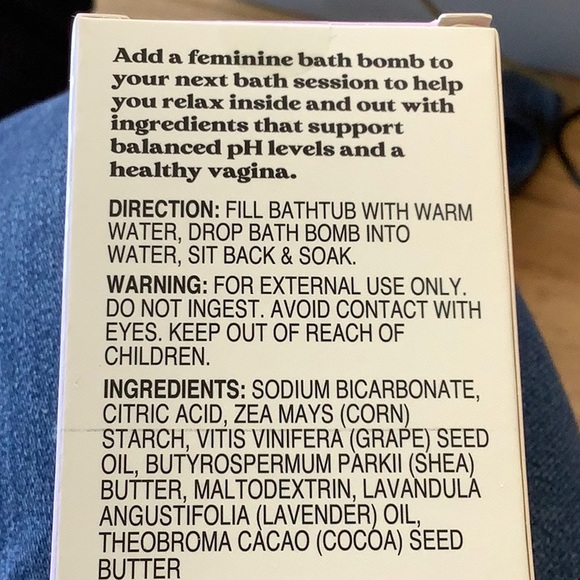 Add a feminine bath bomb to
your next bath session to help
you relax inside and out with
ingredients that support
balanced pH levels and a
healthy vagina.
DIRECTION: FILL BATHTUB WITH WARM
WATER, DROP BATH BOMB INTO
WATER, SIT BACK & SOAK.
WARNING: FOR EXTERNAL USE ONLY.
DO NOT INGEST. AVOID CONTACT WITH
EYES. KEEP OUT OF REACH OF
CHILDREN.
INGREDIENTS: SODIUM BICARBONATE,
CITRIC ACID, ZEA MAYS (CORN)
STARCH, VITIS VINIFERA (GRAPE) SEED
OIL, BUTYROSPERMUM PARKII (SHEA)
BUTTER, MALTODEXTRIN, LAVANDULA
ANGUSTIFOLIA (LAVENDER) OIL,
THEOBROMA CACAO (COCOA) SEED
BUTTER